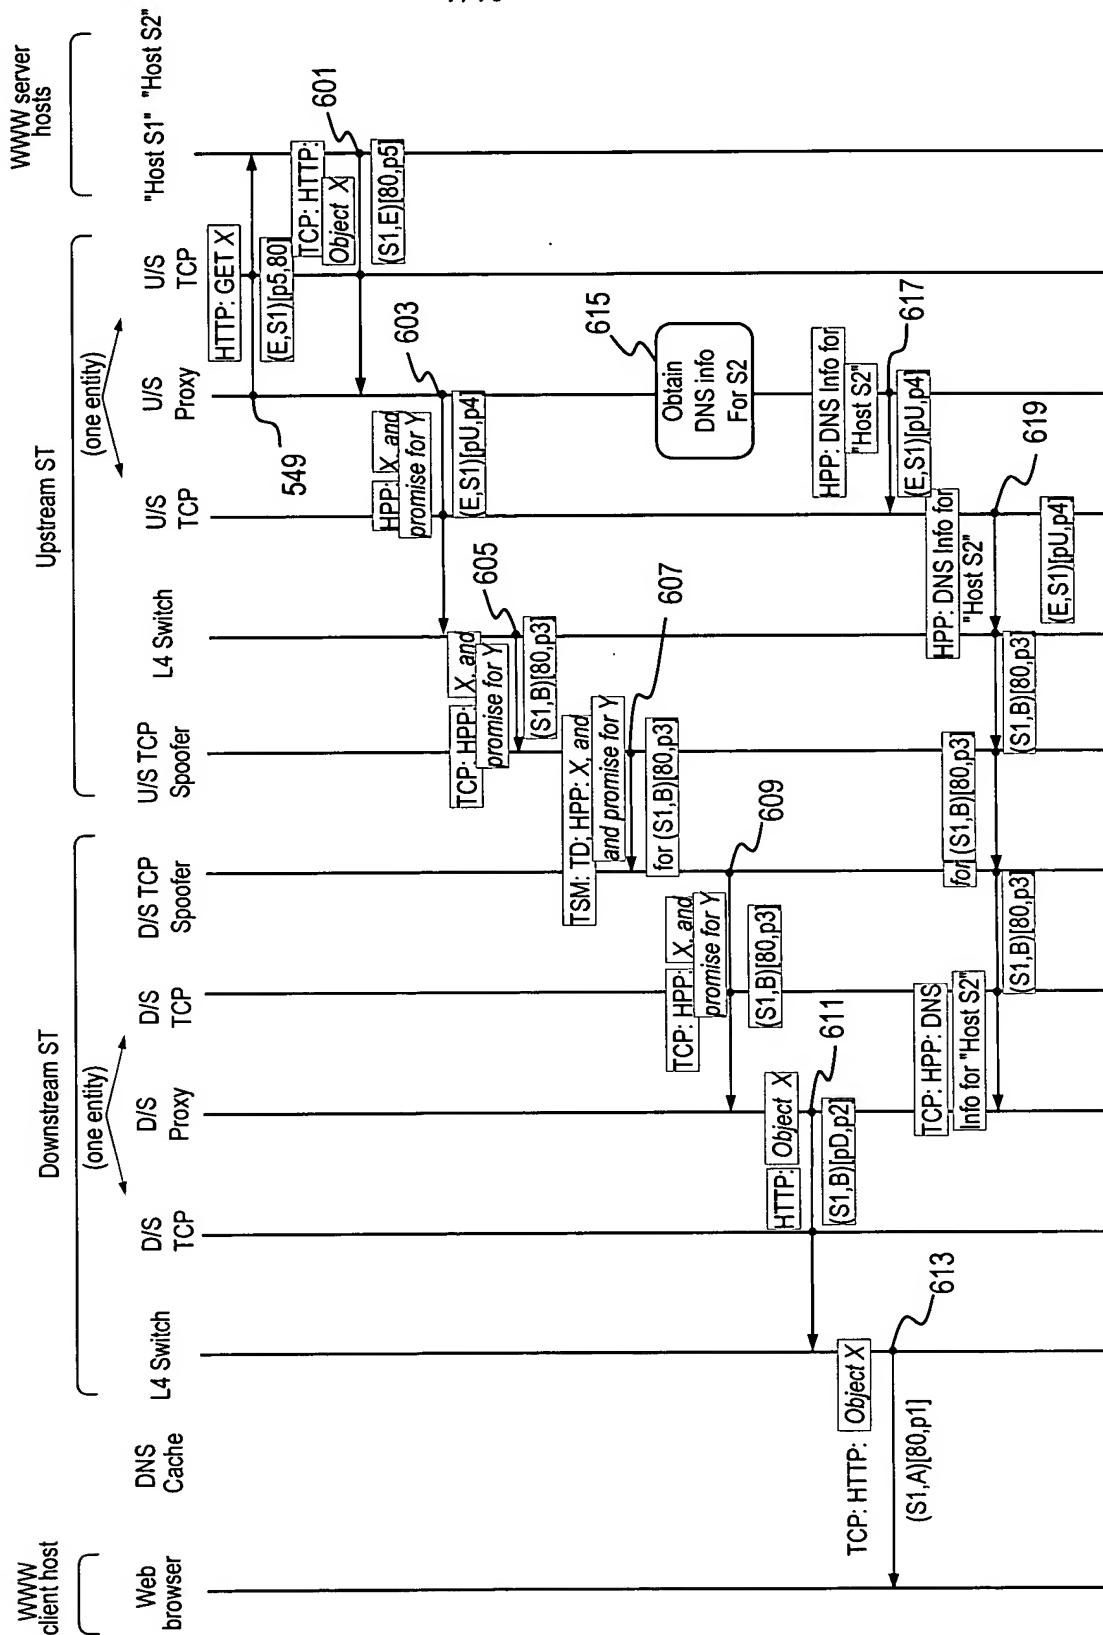 WWW
client host
Web
browser
DNS
Cache
Downstream ST
(one entity)
L4 Switch
D/S
TCP
D/S
Proxy
D/S
TCP
D/S TCP
Spoofer
Upstream ST
(one entity)
U/S TCP
Spoofer
L4 Switch
U/S
TCP
U/S
Proxy
U/S
TCP
WWW server
hosts
"Host S1" "Host S2"
HTTP: GET X
(E,S1)[p5,80]
549
TCP: HTTP:
Object X
(S1,E)[80,p5]
601
HPP: X, and
promise for Y
(E,S1)[pU,p4]
603
TCP: HPP: X, and
promise for Y
(S1,B)[80,p3]
605
TSM: TD; HPP: X, and
and promise for Y
for (S1,B)[80,p3]
607
TCP: HPP: X, and
promise for Y
(S1,B)[80,p3]
609
HTTP: Object X
(S1,B)[pD,p2]
611
TCP: HTTP: Object X
(S1,A)[80,p1]
613
Obtain
DNS info
For S2
615
HPP: DNS Info for
"Host S2"
(E,S1)[pU,p4]
617
HPP: DNS Info for
"Host S2"
(E,S1)[pU,p4]
619
(S1,B)[80,p3]
for (S1,B)[80,p3]
(S1,B)[80,p3]
TCP: HPP: DNS
Info for "Host S2"